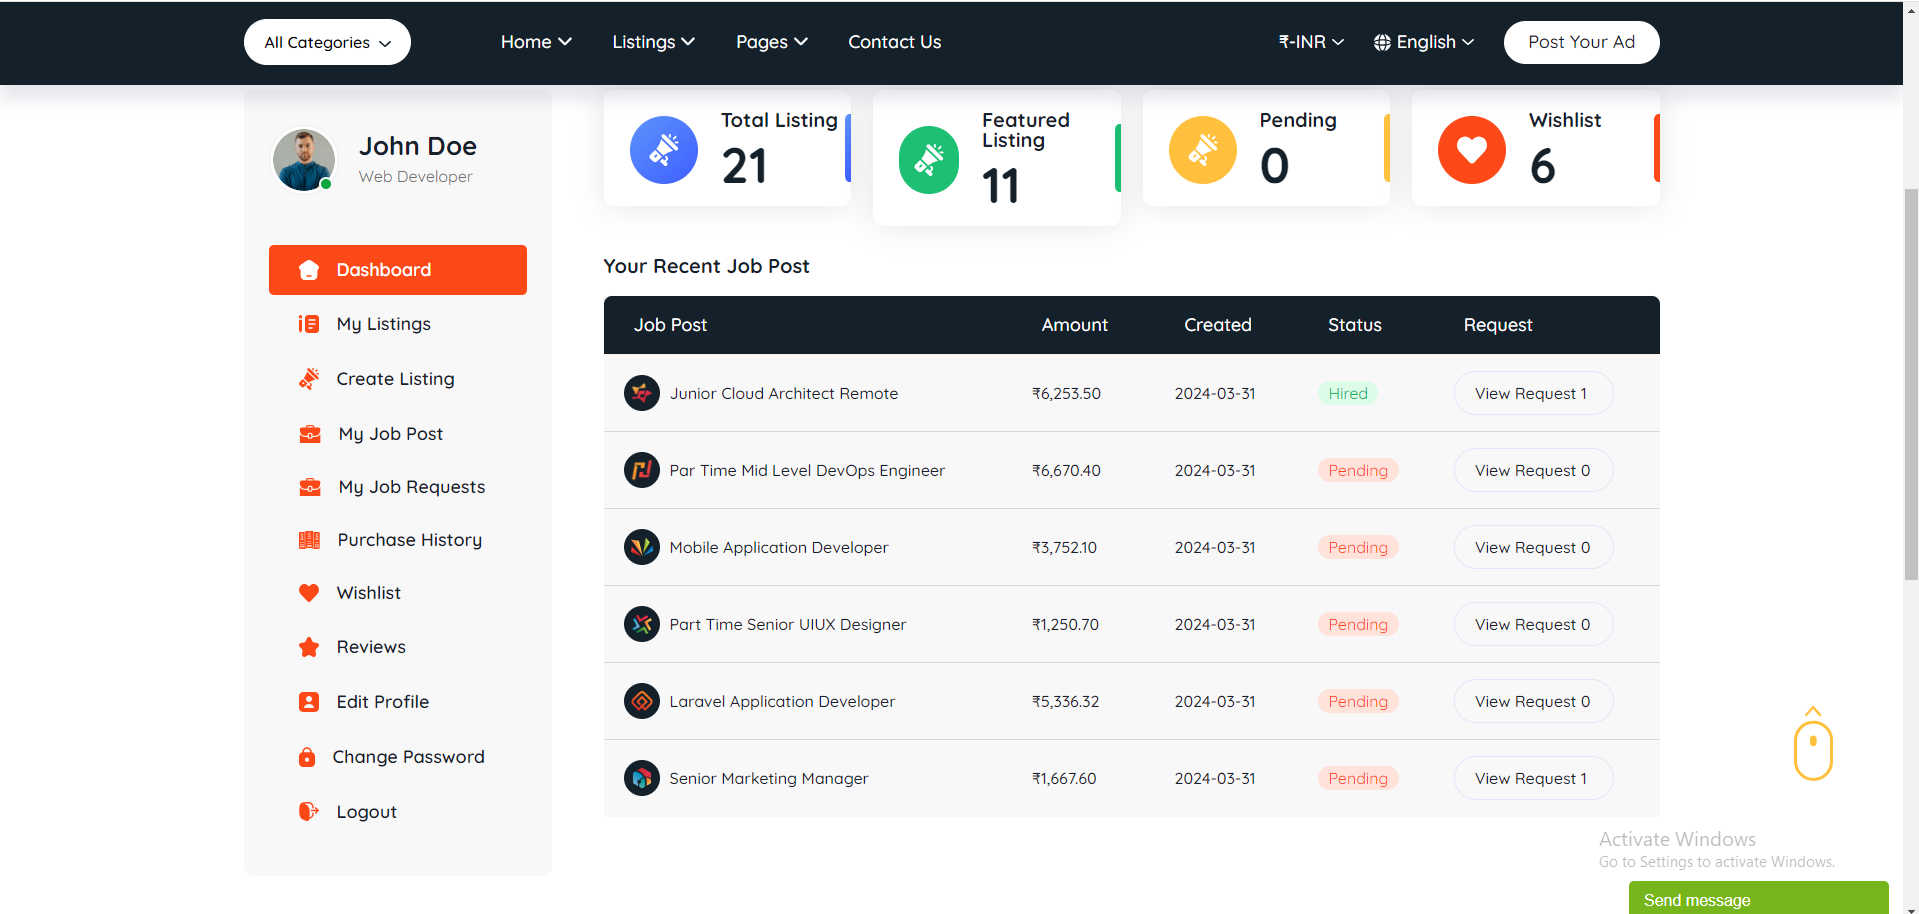 All Categories
Home
Listings
Pages
Contact Us
₹-INR
English
Post Your Ad
John Doe
Web Developer
Dashboard
My Listings
Create Listing
My Job Post
My Job Requests
Purchase History
Wishlist
Reviews
Edit Profile
Change Password
Logout
Total Listing
21
Featured
Listing
11
Pending
0
Wishlist
6
Your Recent Job Post
Job Post Amount Created Status Request
Junior Cloud Architect Remote ₹6,253.50 2024-03-31 Hired View Request 1
Par Time Mid Level DevOps Engineer ₹6,670.40 2024-03-31 Pending View Request 0
Mobile Application Developer ₹3,752.10 2024-03-31 Pending View Request 0
Part Time Senior UIUX Designer ₹1,250.70 2024-03-31 Pending View Request 0
Laravel Application Developer ₹5,336.32 2024-03-31 Pending View Request 0
Senior Marketing Manager ₹1,667.60 2024-03-31 Pending View Request 1
Activate Windows
Go to Settings to activate Windows.
Send message